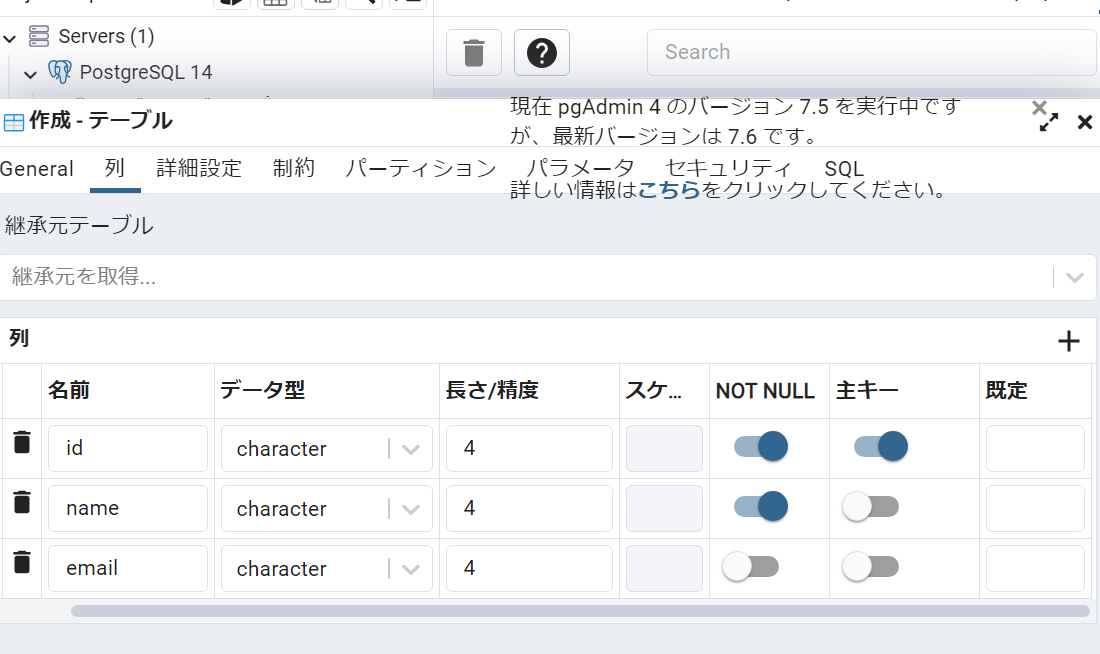 Servers (1)
PostgreSQL 14
Search
現在 pgAdmin 4 のバージョン 7.5 を実行中です
が、最新バージョンは 7.6 です。
詳しい情報はこちらをクリックしてください。
作成 - テーブル
General 列 詳細設定 制約 パーティション パラメータ セキュリティ SQL
継承元テーブル
継承元を取得...
列
名前 データ型 長さ/精度 スケ... NOT NULL 主キー 既定
id character 4
name character 4
email character 4